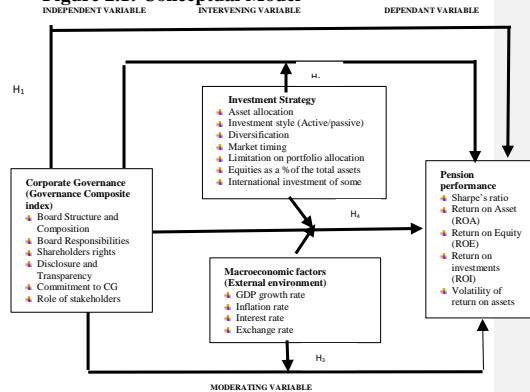 Figure 2.1: Conceptual Model
INDEPENDENT VARIABLE INTERVENING VARIABLE DEPENDANT VARIABLE
H1
Investment Strategy
Asset allocation
Investment style (Active/passive)
Diversification
Market timing
Limitation on portfolio allocation
Equities as a % of the total assets
International investment of some
Corporate Governance
(Governance Composite
index)
Board Structure and
Composition
Board Responsibilities
Shareholders rights
Disclosure and
Transparency
Commitment to CG
Role of stakeholders
H4
Pension
performance
Sharpe's ratio
Return on Asset
(ROA)
Return on Equity
(ROE)
Return on
investments
(ROI)
Volatility of
return on assets
Macroeconomic factors
(External environment)
GDP growth rate
Inflation rate
Interest rate
Exchange rate
H3
MODERATING VARIABLE